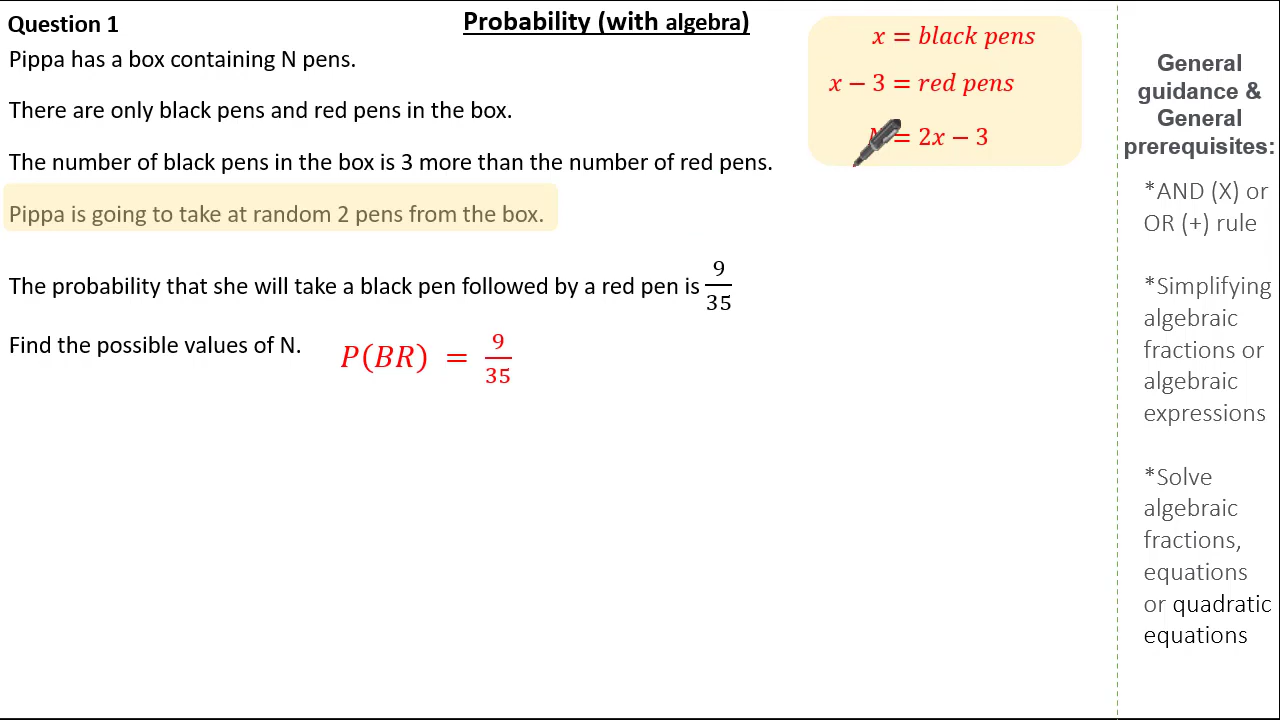 Question 1
Probability (with algebra)
Pippa has a box containing N pens.
There are only black pens and red pens in the box.
The number of black pens in the box is 3 more than the number of red pens.
Pippa is going to take at random 2 pens from the box.
The probability that she will take a black pen followed by a red pen is 9/35
Find the possible values of N.
P(BR) = 9/35
x = black pens
x − 3 = red pens
= 2x − 3
General
guidance &
General
prerequisites:
*AND (X) or
OR (+) rule
*Simplifying
algebraic
fractions or
algebraic
expressions
*Solve
algebraic
fractions,
equations
or quadratic
equations